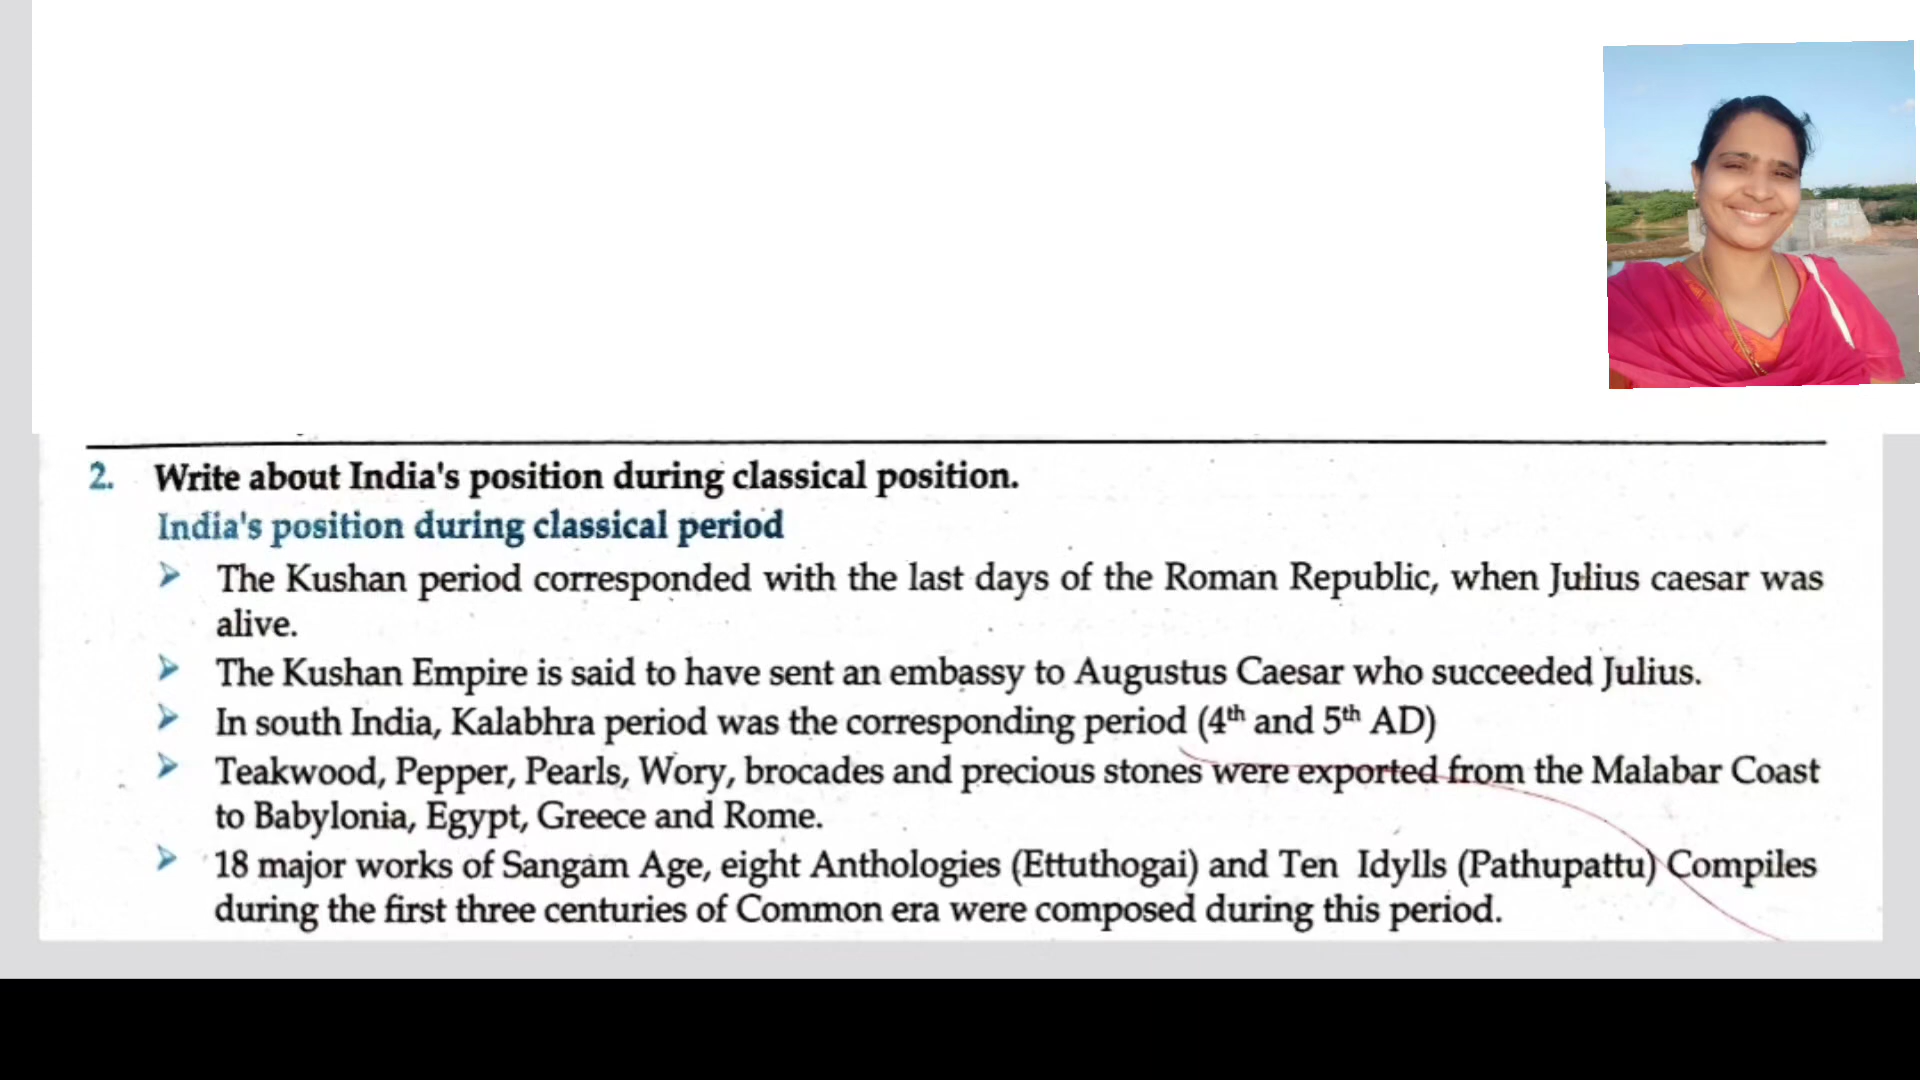 2. Write about India's position during classical position.
India's position during classical period
➢ The Kushan period corresponded with the last days of the Roman Republic, when Julius caesar was
alive.
➢ The Kushan Empire is said to have sent an embassy to Augustus Caesar who succeeded Julius.
➢ In south India, Kalabhra period was the corresponding period (4th and 5th AD)
➢ Teakwood, Pepper, Pearls, Wory, brocades and precious stones were exported from the Malabar Coast
to Babylonia, Egypt, Greece and Rome.
➢ 18 major works of Sangam Age, eight Anthologies (Ettuthogai) and Ten Idylls (Pathupattu) Compiles
during the first three centuries of Common era were composed during this period.